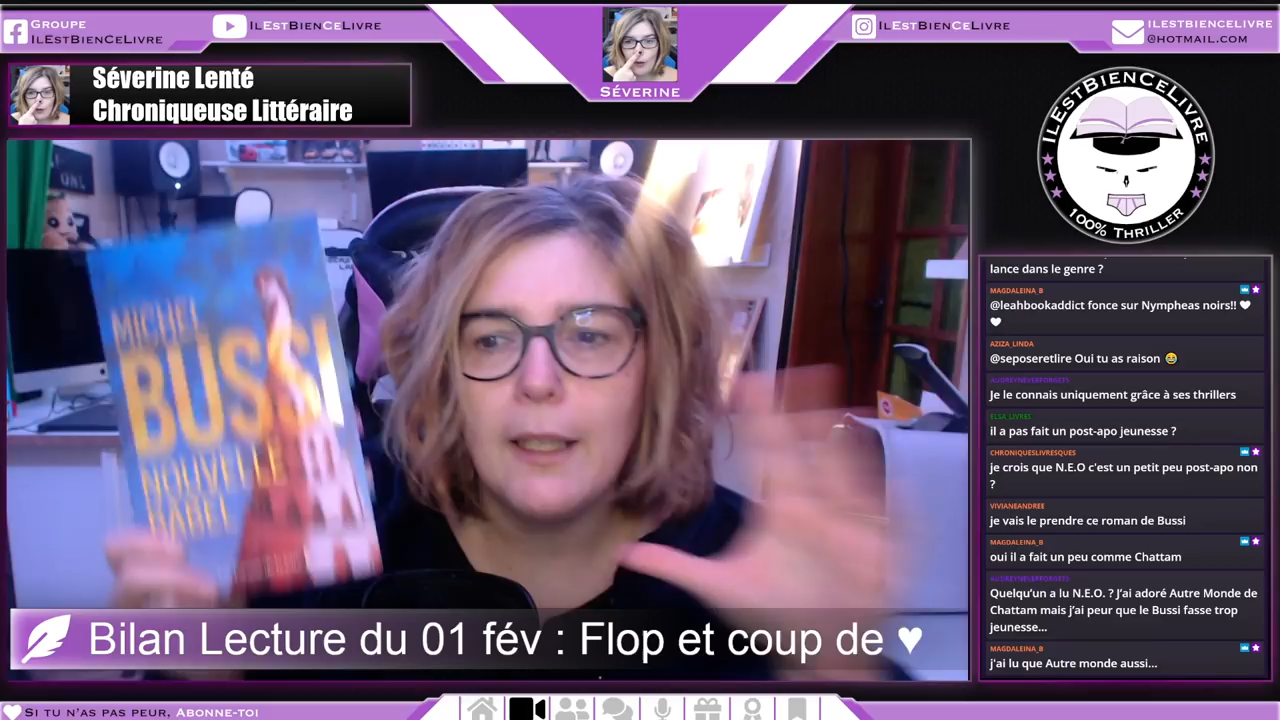 GROUPE
ILESTBIENCELIVRE
ILESTBIENCELIVRE
SÉVERINE
ILESTBIENCELIVRE
ILESTBIENCELIVRE
@HOTMAIL.COM
Séverine Lenté
Chroniqueuse Littéraire
ILESTBIENCELIVRE
100% THRILLER
MICHEL
BUSSI
NOUVELLE
BABEL
lance dans le genre ?
MAGDALEINA_B
@leahbookaddict fonce sur Nympheas noirs!! ♥
♥
AZIZA_LINDA
@seposeretlire Oui tu as raison 😂
AUDREYNEVERFORGETS
Je le connais uniquement grâce à ses thrillers
ELSA_LIVRES
il a pas fait un post-apo jeunesse ?
CHRONIQUESLIVRESQUES
je crois que N.E.O c'est un petit peu post-apo non
?
VIVIANEANDREE
je vais le prendre ce roman de Bussi
MAGDALEINA_B
oui il a fait un peu comme Chattam
AUDREYNEVERFORGETS
Quelqu’un a lu N.E.O. ? J’ai adoré Autre Monde de
Chattam mais j’ai peur que le Bussi fasse trop
jeunesse…
MAGDALEINA_B
j'ai lu que Autre monde aussi...
Bilan Lecture du 01 fév : Flop et coup de ♥
SI TU N'AS PAS PEUR, ABONNE-TOI